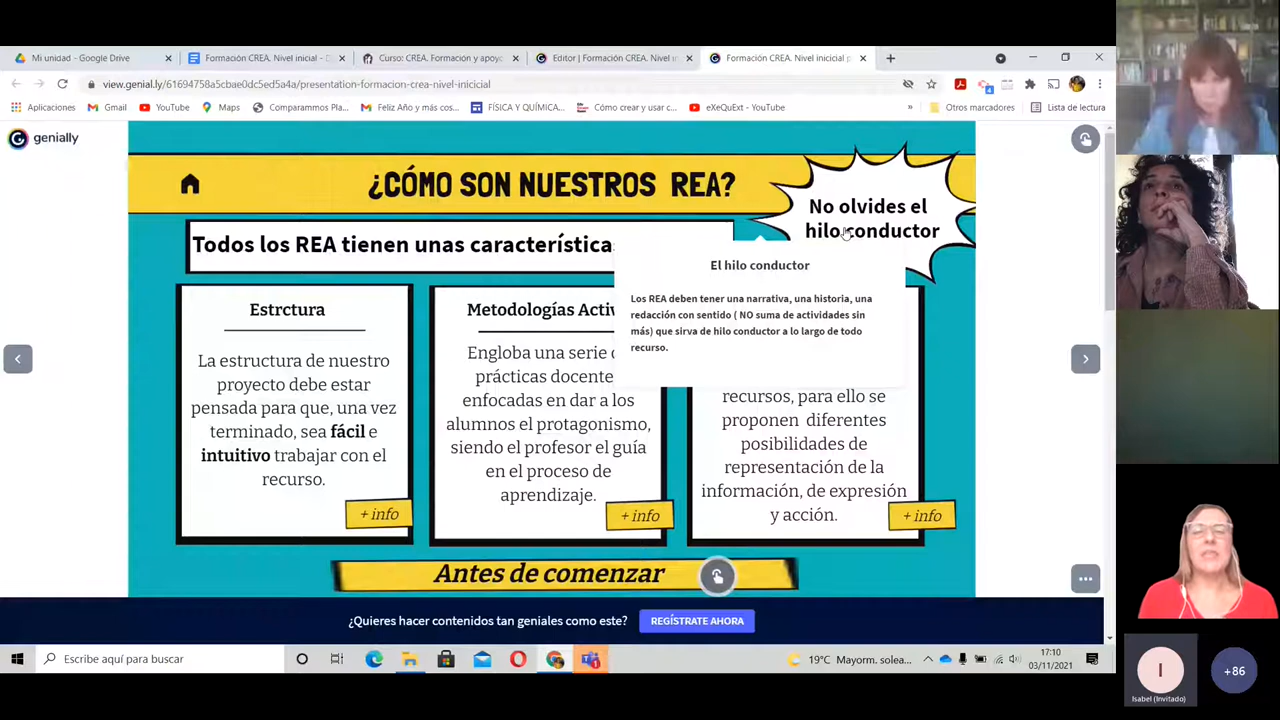 Mi unidad - Google Drive
Formación CREA. Nivel inicial - D
Curso: CREA. Formación y apoyo
Editor | Formación CREA. Nivel in
Formación CREA. Nivel inicial p
view.genial.ly/61694758a5cbae0dc5ed5a4a/presentation-formacion-crea-nivel-inicicial
Aplicaciones
Gmail
YouTube
Maps
Comparamos Pla...
Feliz Año y más cos...
FÍSICA Y QUÍMICA...
Cómo crear y usar c...
eXeQuExt - YouTube
»
Otros marcadores
Lista de lectura
genially
¿CÓMO SON NUESTROS REA?
No olvides el
hilo conductor
Todos los REA tienen unas característica
El hilo conductor
Los REA deben tener una narrativa, una historia, una
redacción con sentido ( NO suma de actividades sin
más) que sirva de hilo conductor a lo largo de todo
recurso.
Estrctura
La estructura de nuestro
proyecto debe estar
pensada para que, una vez
terminado, sea fácil e
intuitivo trabajar con el
recurso.
+ info
Metodologías Activ
Engloba una serie
prácticas docente
enfocadas en dar a los
alumnos el protagonismo,
siendo el profesor el guía
en el proceso de
aprendizaje.
+ info
recursos, para ello se
proponen diferentes
posibilidades de
representación de la
información, de expresión
y acción.
+ info
Antes de comenzar
¿Quieres hacer contenidos tan geniales como este?
REGÍSTRATE AHORA
Escribe aquí para buscar
19°C Mayorm. solea...
17:10
03/11/2021
I
Isabel (Invitado)
+86